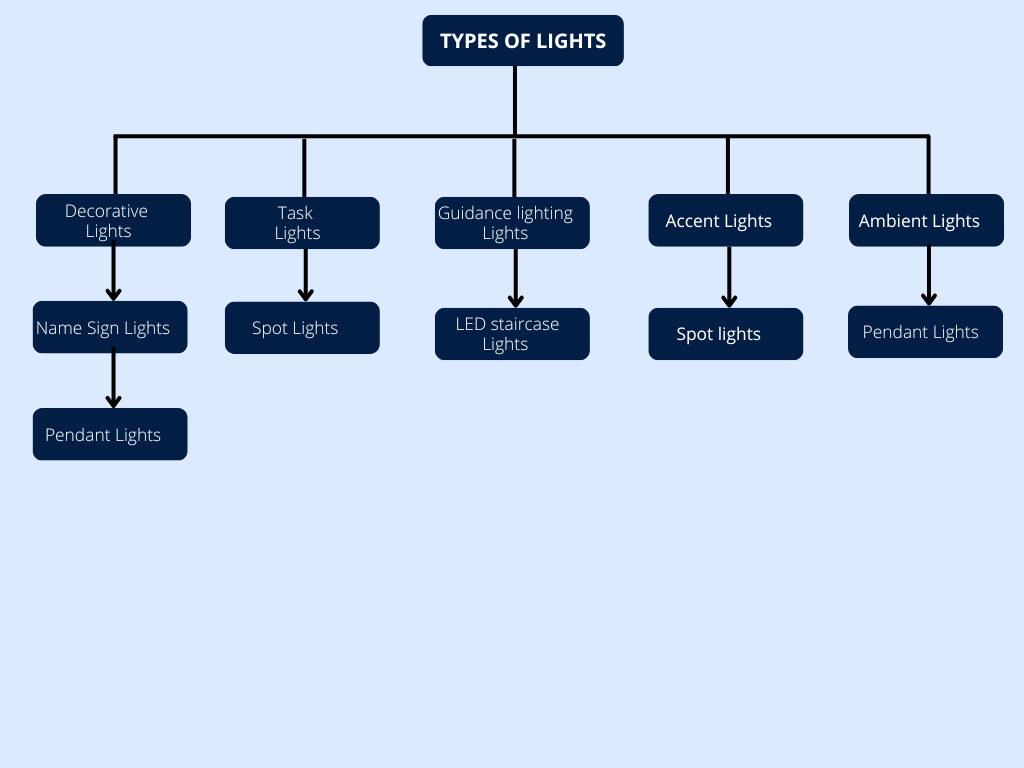 TYPES OF LIGHTS
Decorative
Lights
Task
Lights
Guidance lighting
Lights
Accent Lights
Ambient Lights
Name Sign Lights
Spot Lights
LED staircase
Lights
Spot lights
Pendant Lights
Pendant Lights